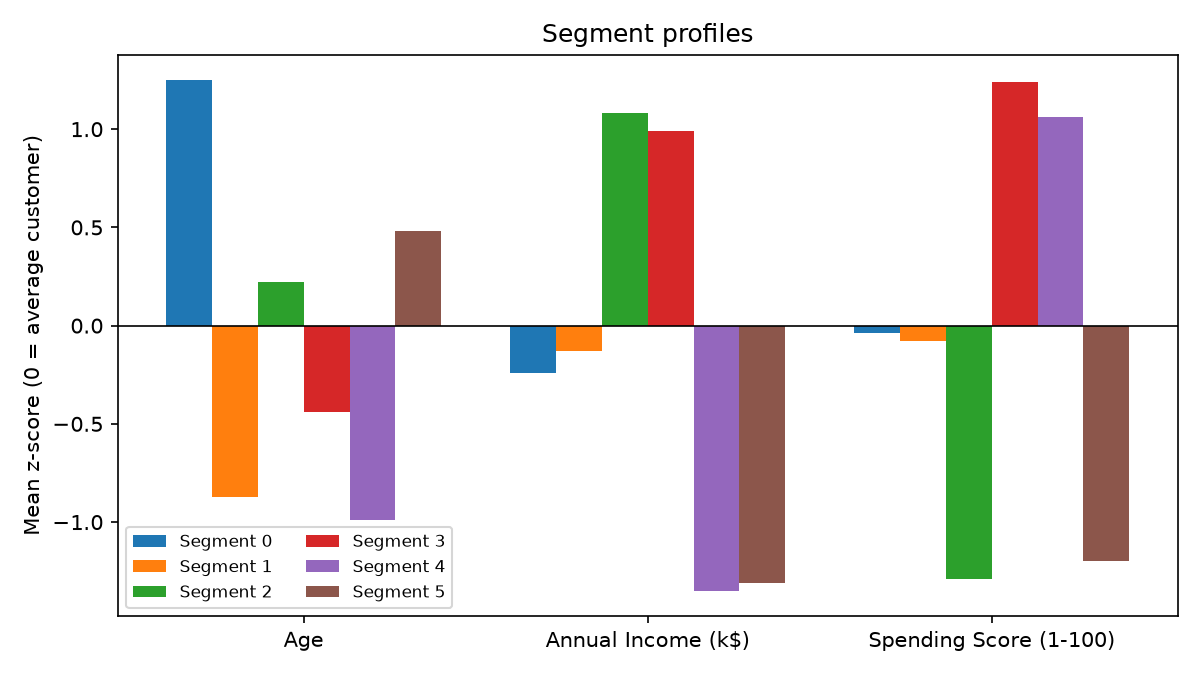 Segment profiles
Mean z-score (0 = average customer)
1.0
0.5
0.0
−0.5
−1.0
Segment 0
Segment 1
Segment 2
Segment 3
Segment 4
Segment 5
Age
Annual Income (k$)
Spending Score (1-100)